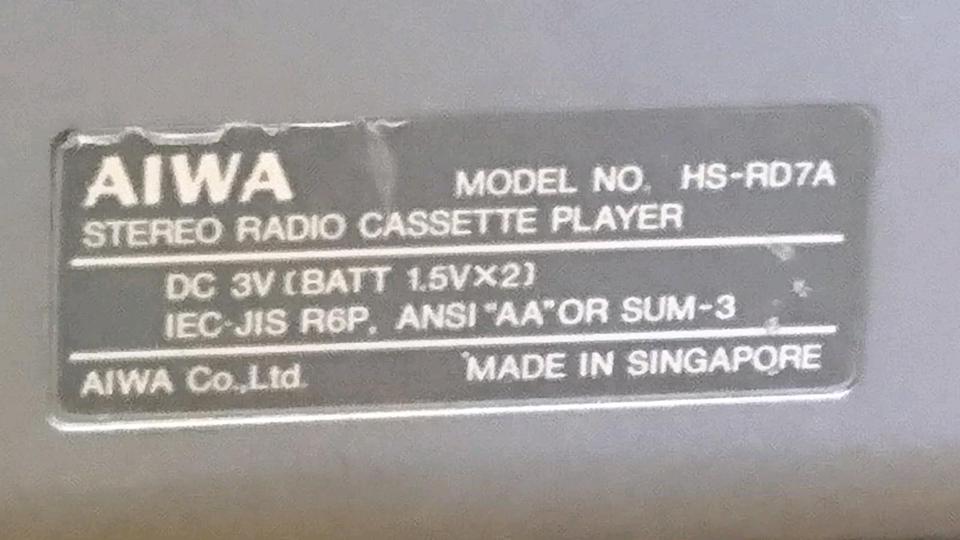 AIWA MODEL NO. HS-RD7A
STEREO RADIO CASSETTE PLAYER
DC 3V (BATT 1.5V×2)
IEC-JIS R6P, ANSI "AA" OR SUM-3
AIWA Co.,Ltd. MADE IN SINGAPORE